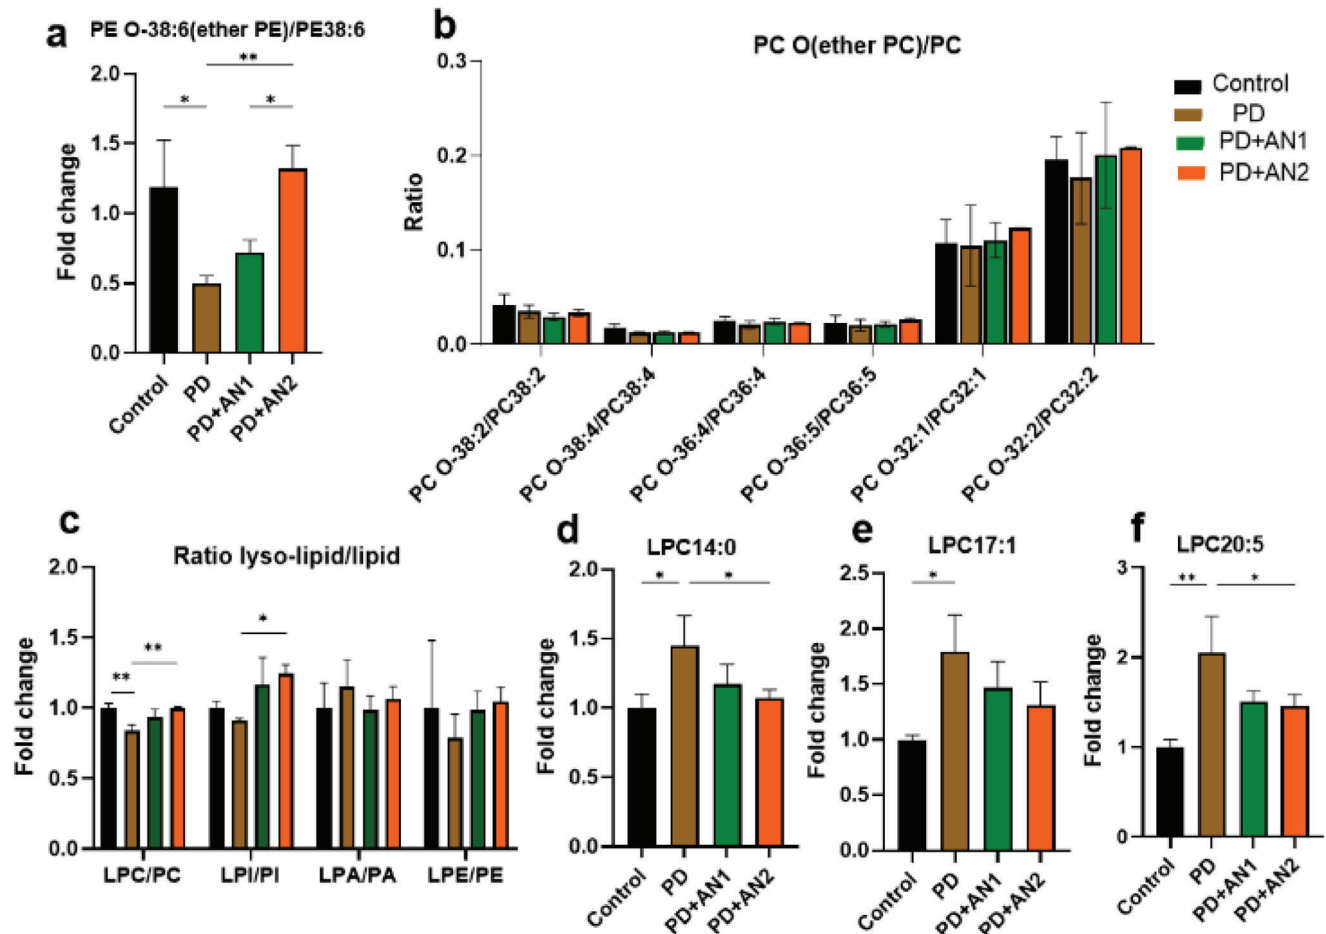 a PE O-38:6(ether PE)/PE38:6
Fold change
2.0
1.5
1.0
0.5
0.0
**
* *
Control
PD
PD+AN1
PD+AN2
b
PC O(ether PC)/PC
Ratio
0.3
0.2
0.1
0.0
PC O-38:2/PC38:2
PC O-38:4/PC38:4
PC O-36:4/PC36:4
PC O-36:5/PC36:5
PC O-32:1/PC32:1
PC O-32:2/PC32:2
Control
PD
PD+AN1
PD+AN2
c
Ratio lyso-lipid/lipid
Fold change
2.0
1.5
1.0
0.5
0.0
**
**
*
LPC/PC LPI/PI LPA/PA LPE/PE
d
LPC14:0
Fold change
2.0
1.5
1.0
0.5
0.0
* *
Control
PD
PD+AN1
PD+AN2
e
LPC17:1
Fold change
2.5
2.0
1.5
1.0
0.5
0.0
*
Control
PD
PD+AN1
PD+AN2
f
LPC20:5
Fold change
3
2
1
0
** *
Control
PD
PD+AN1
PD+AN2